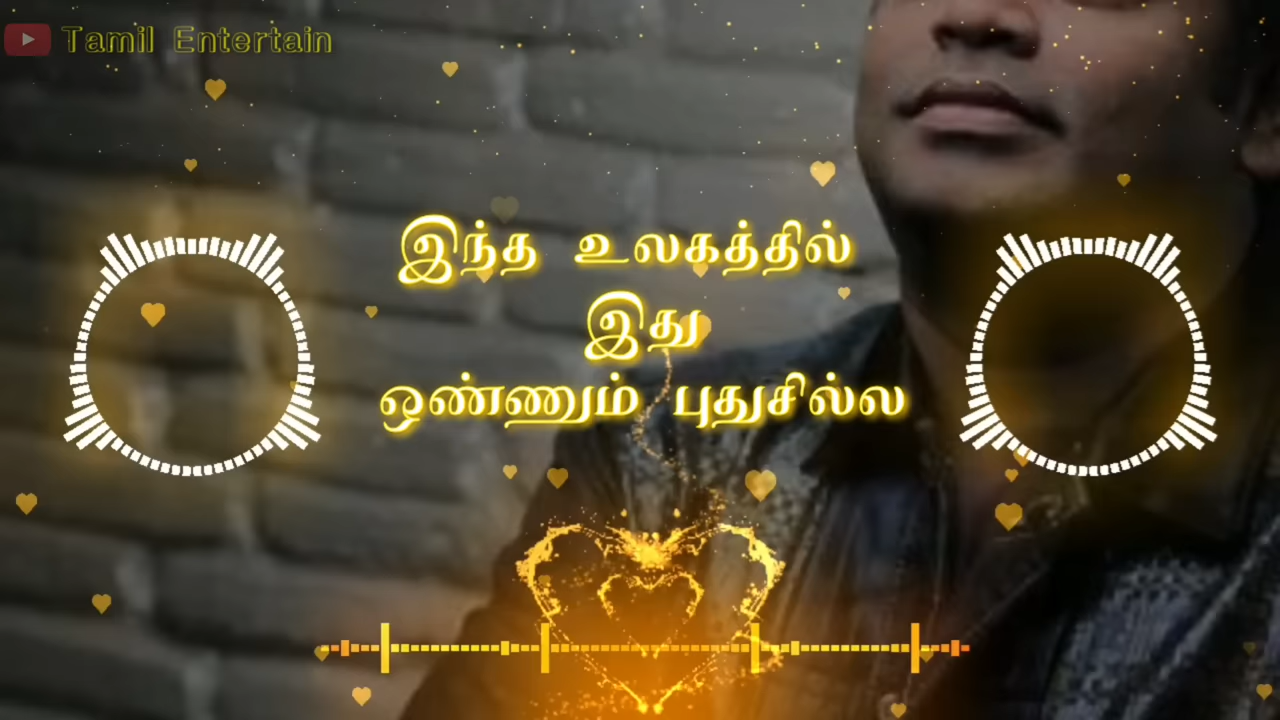 Tamil Entertain
இந்த உலகத்தில்
இது
ஒண்ணும் புதுசில்ல